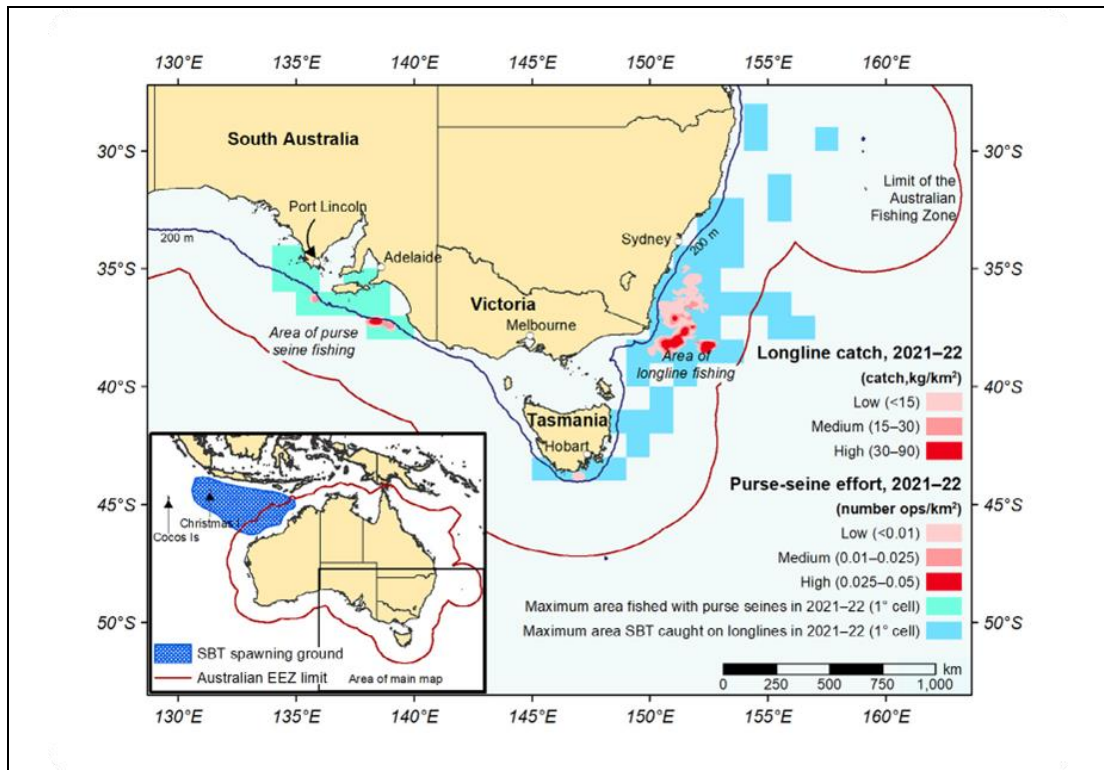 130°E 135°E 140°E 145°E 150°E 155°E 160°E
South Australia
30°S 30°S
Port Lincoln
Limit of the
Australian
Fishing Zone
200 m
Sydney
200 m
Adelaide
35°S 35°S
Victoria
Melbourne
Area of purse
seine fishing
Area of
longline fishing
Longline catch, 2021–22
(catch,kg/km²)
40°S 40°S
Low (<15)
Medium (15–30)
High (30–90)
Tasmania
Hobart
Purse-seine effort, 2021–22
(number ops/km²)
45°S 45°S
Low (<0.01)
Medium (0.01–0.025)
High (0.025–0.05)
Maximum area fished with purse seines in 2021–22 (1° cell)
Maximum area SBT caught on longlines in 2021–22 (1° cell)
50°S 50°S
Christmas I
Cocos Is
SBT spawning ground
Australian EEZ limit
Area of main map
km
0 250 500 750 1,000
130°E 135°E 140°E 145°E 150°E 155°E 160°E